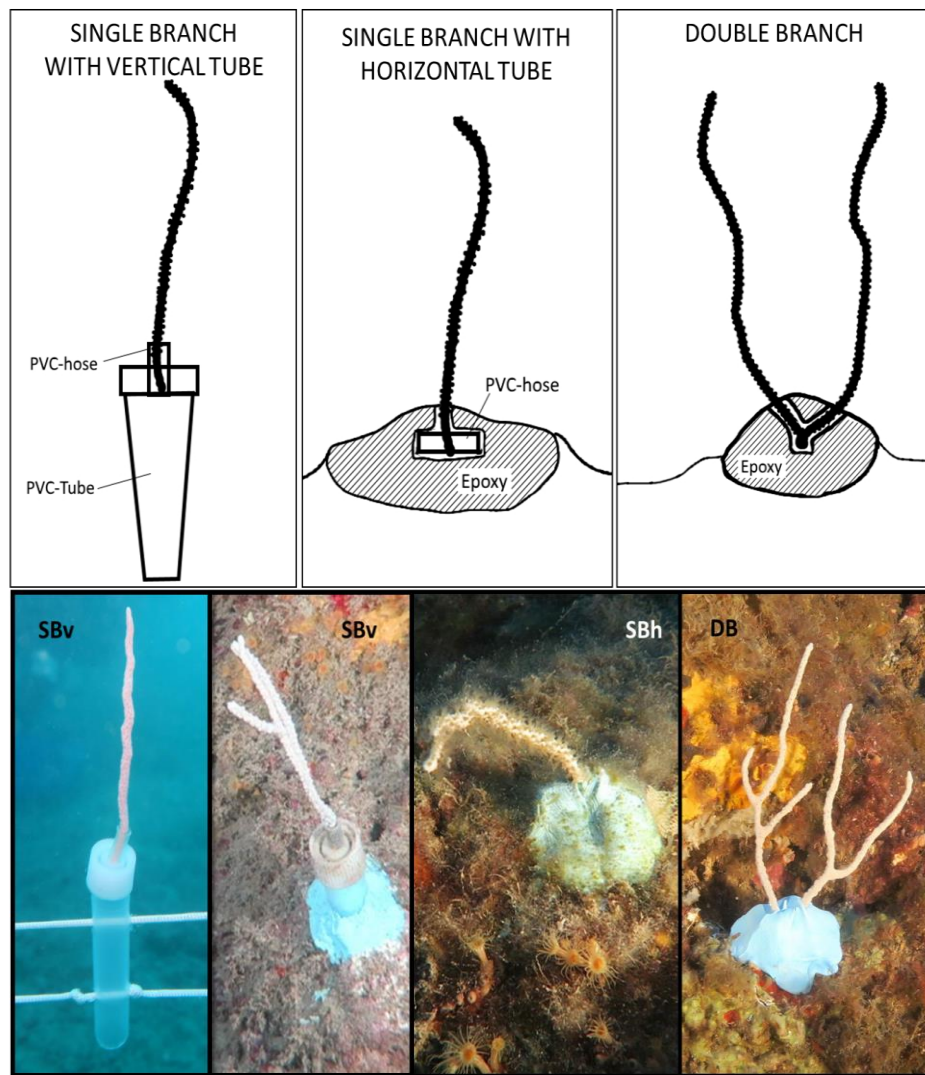 SINGLE BRANCH
WITH VERTICAL TUBE
PVC-hose
PVC-Tube
SINGLE BRANCH WITH
HORIZONTAL TUBE
PVC-hose
Epoxy
DOUBLE BRANCH
Epoxy
SBv
SBv
SBh
DB